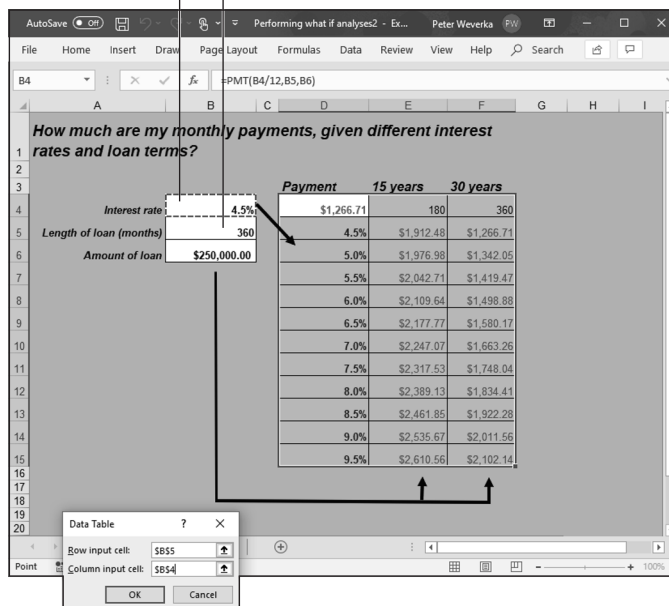 AutoSave Off Performing what if analyses2 - Ex... Peter Weverka PW
File Home Insert Draw Page Layout Formulas Data Review View Help Search
B4 fx =PMT(B4/12,B5,B6)
A B C D E F G H I
1 How much are my monthly payments, given different interest
rates and loan terms?
2
3 Payment 15 years 30 years
4 Interest rate 4.5% $1,266.71 180 360
5 Length of loan (months) 360 4.5% $1,912.48 $1,266.71
6 Amount of loan $250,000.00 5.0% $1,976.98 $1,342.05
7 5.5% $2,042.71 $1,419.47
8 6.0% $2,109.64 $1,498.88
9 6.5% $2,177.77 $1,580.17
10 7.0% $2,247.07 $1,663.26
11 7.5% $2,317.53 $1,748.04
12 8.0% $2,389.13 $1,834.41
13 8.5% $2,461.85 $1,922.28
14 9.0% $2,535.67 $2,011.56
15 9.5% $2,610.56 $2,102.14
16
17
18
19
20
Data Table ? ×
Row input cell: $B$5
Column input cell: $B$4
OK Cancel
Point 100%